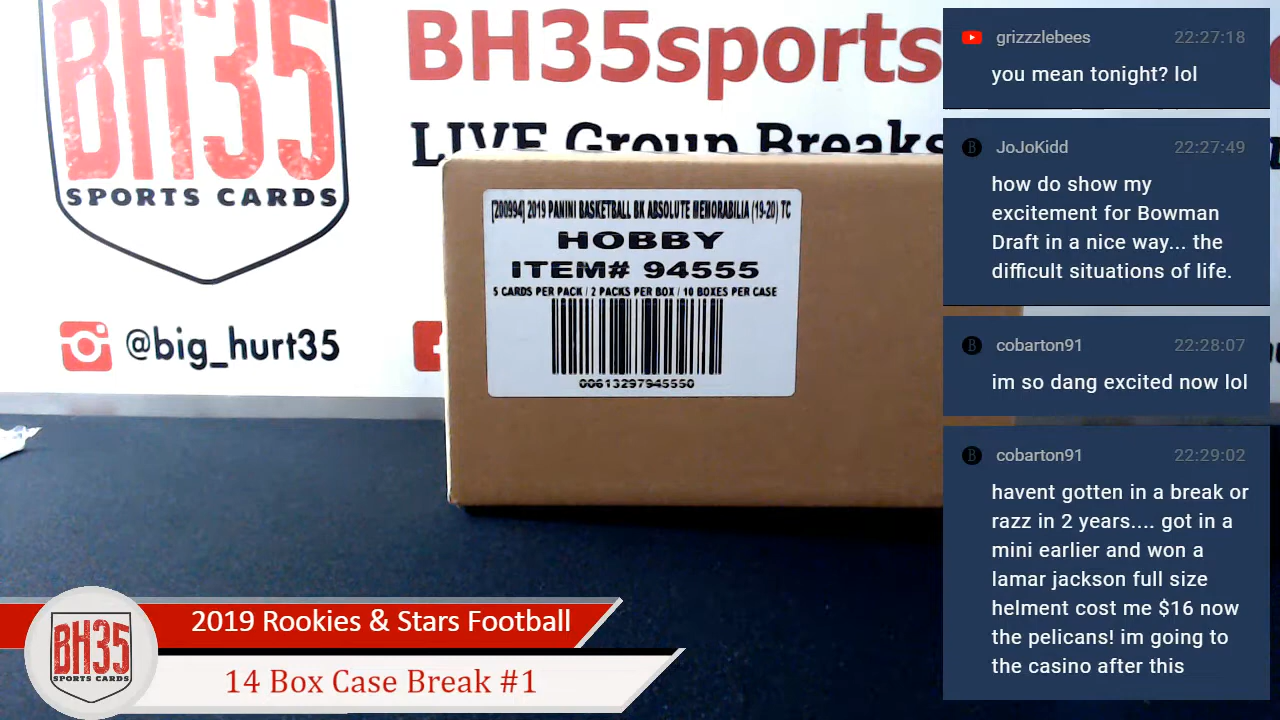 BH35
SPORTS CARDS
BH35sports
LIVE Group Breaks
@big_hurt35
[200994] 2019 PANINI BASKETBALL BK ABSOLUTE MEMORABILIA (19-20) TC
HOBBY
ITEM# 94555
5 CARDS PER PACK / 2 PACKS PER BOX / 10 BOXES PER CASE
00613297945550
grizzzlebees 22:27:18
you mean tonight? lol
JoJoKidd 22:27:49
how do show my
excitement for Bowman
Draft in a nice way... the
difficult situations of life.
cobarton91 22:28:07
im so dang excited now lol
cobarton91 22:29:02
havent gotten in a break or
razz in 2 years.... got in a
mini earlier and won a
lamar jackson full size
helment cost me $16 now
the pelicans! im going to
the casino after this
BH35
SPORTS CARDS
2019 Rookies & Stars Football
14 Box Case Break #1